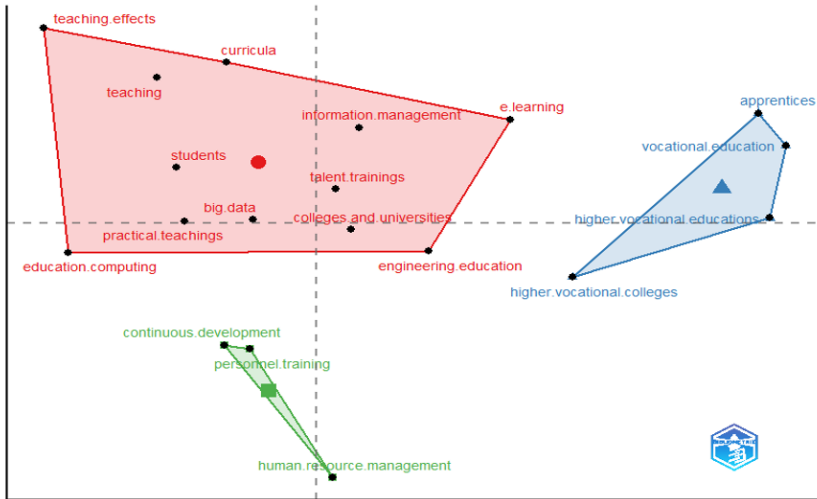 teaching.effects
curricula
teaching
e.learning
apprentices
information.management
vocational.education
students
talent.trainings
big.data
colleges and universities
higher.vocational.educations
practical.teachings
education.computing
engineering.education
higher.vocational.colleges
continuous.development
personnel.training
human.resource.management